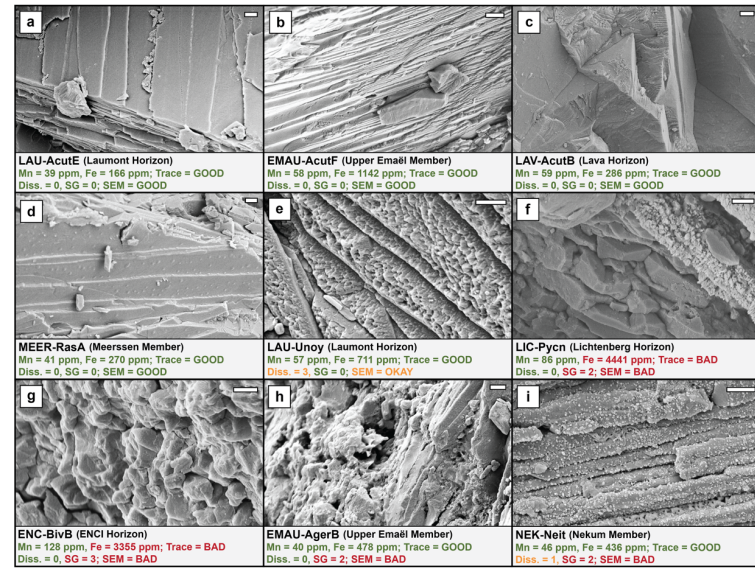 a
b
c
LAU-AcutE (Laumont Horizon)
Mn = 39 ppm, Fe = 166 ppm; Trace = GOOD
Diss. = 0, SG = 0; SEM = GOOD
EMAU-AcutF (Upper Emaël Member)
Mn = 58 ppm, Fe = 1142 ppm; Trace = GOOD
Diss. = 0, SG = 0; SEM = GOOD
LAV-AcutB (Lava Horizon)
Mn = 59 ppm, Fe = 286 ppm; Trace = GOOD
Diss. = 0, SG = 0; SEM = GOOD
d
e
f
MEER-RasA (Meerssen Member)
Mn = 41 ppm, Fe = 270 ppm; Trace = GOOD
Diss. = 0, SG = 0; SEM = GOOD
LAU-Unoy (Laumont Horizon)
Mn = 57 ppm, Fe = 711 ppm; Trace = GOOD
Diss. = 3, SG = 0; SEM = OKAY
LIC-Pycn (Lichtenberg Horizon)
Mn = 86 ppm, Fe = 4441 ppm; Trace = BAD
Diss. = 0, SG = 2; SEM = BAD
g
h
i
ENC-BivB (ENCI Horizon)
Mn = 128 ppm, Fe = 3355 ppm; Trace = BAD
Diss. = 0, SG = 3; SEM = BAD
EMAU-AgerB (Upper Emaël Member)
Mn = 40 ppm, Fe = 478 ppm; Trace = GOOD
Diss. = 0, SG = 2; SEM = BAD
NEK-Neit (Nekum Member)
Mn = 46 ppm, Fe = 436 ppm; Trace = GOOD
Diss. = 1, SG = 2; SEM = BAD